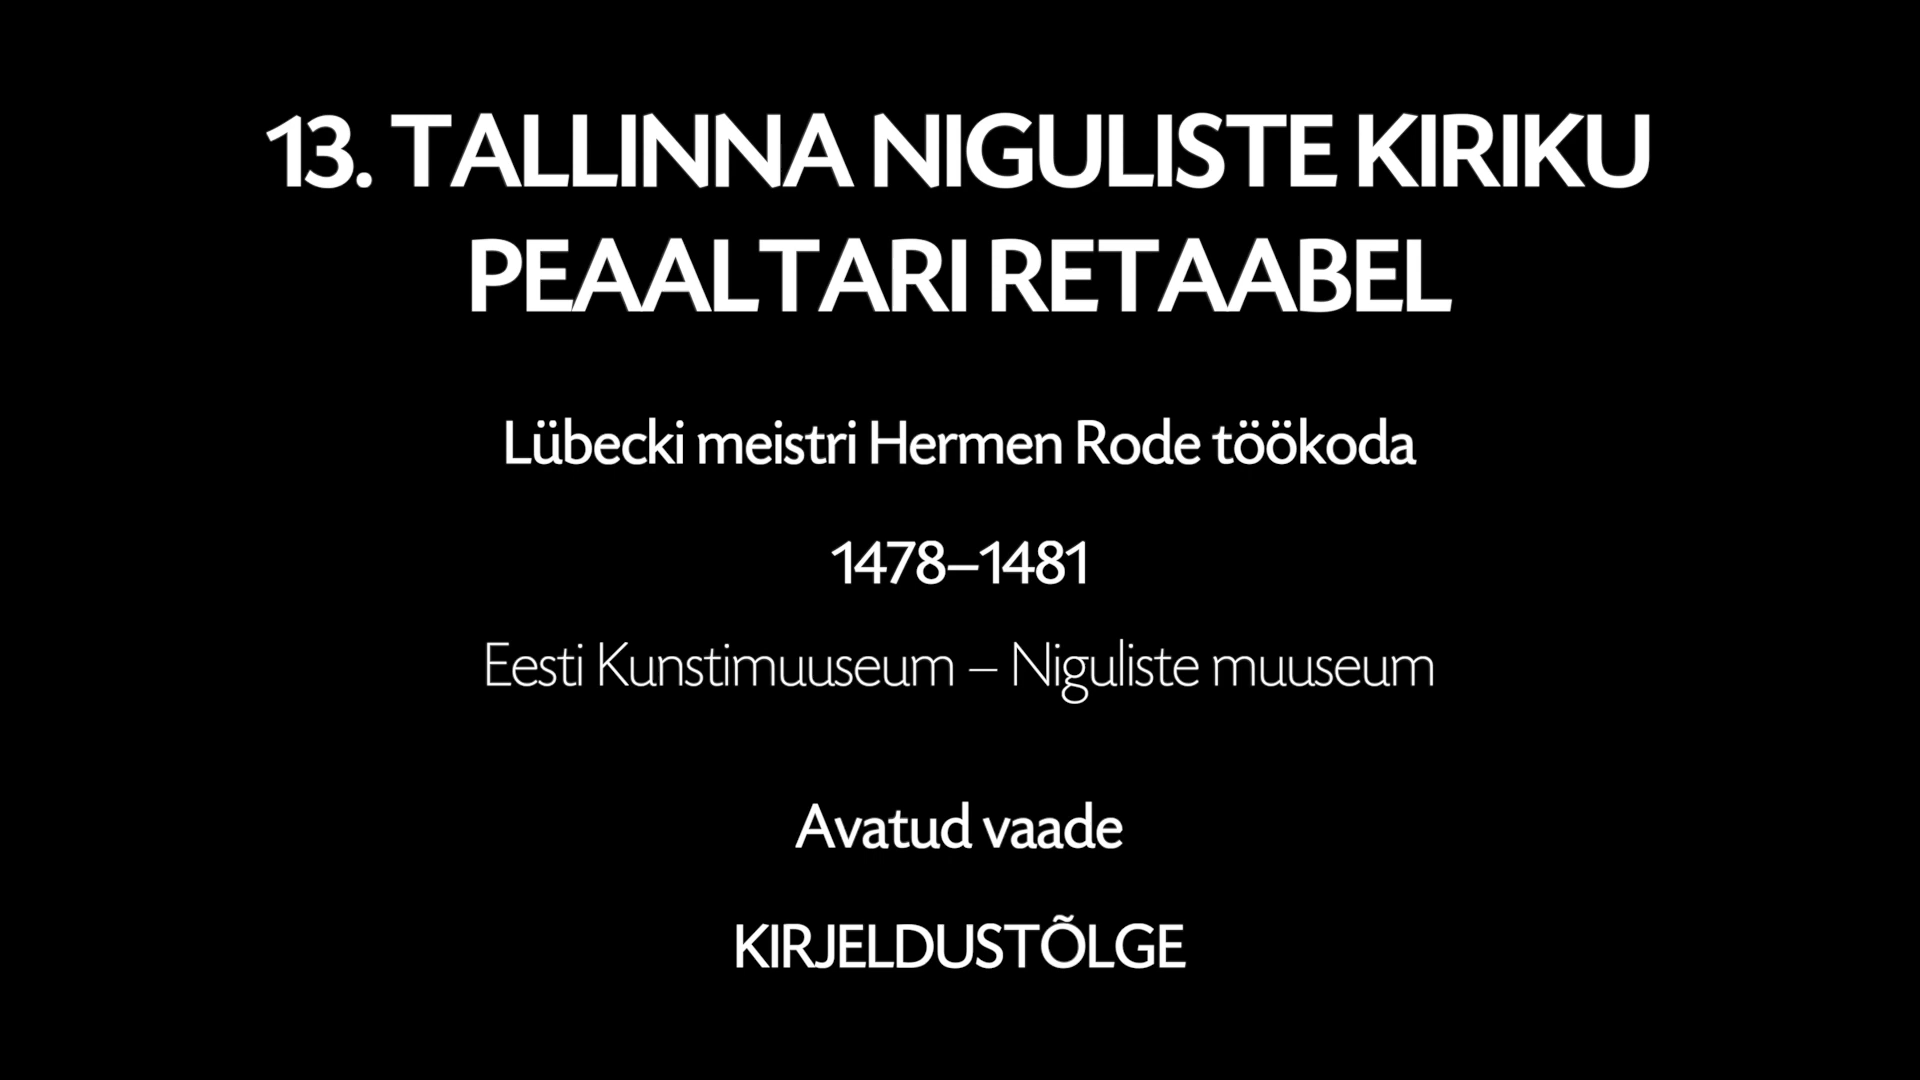 13. TALLINNA NIGULISTE KIRIKU
PEAALTARI RETAABEL
Lübecki meistri Hermen Rode töökoda
1478–1481
Eesti Kunstimuuseum – Niguliste muuseum
Avatud vaade
KIRJELDUSTÕLGE